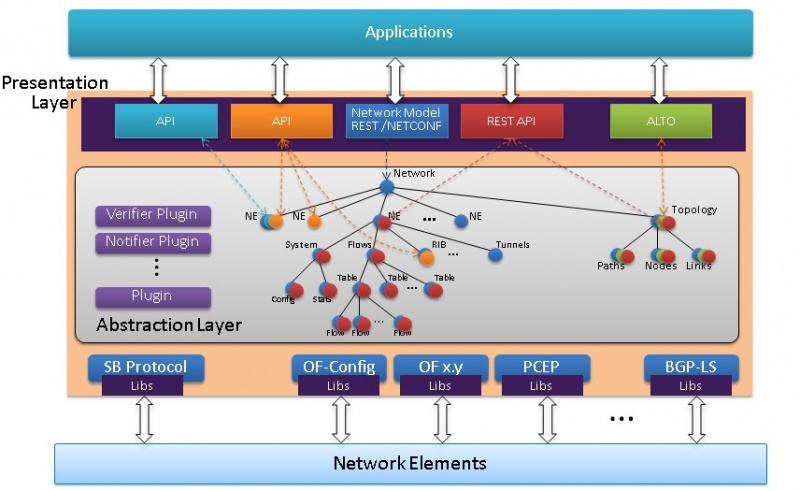 Applications
Presentation
Layer
API
API
Network Model
REST /NETCONF
REST API
ALTO
Network
NE
NE
NE
...
NE
Topology
Verifier Plugin
Notifier Plugin
Plugin
System
Flows
RIB
...
Tunnels
Paths
Nodes
Links
Config
Stats
Table
Table
...
Table
Flow
Flow
...
Flow
Abstraction Layer
SB Protocol
Libs
OF-Config
Libs
OF x.y
Libs
PCEP
Libs
BGP-LS
Libs
...
Network Elements